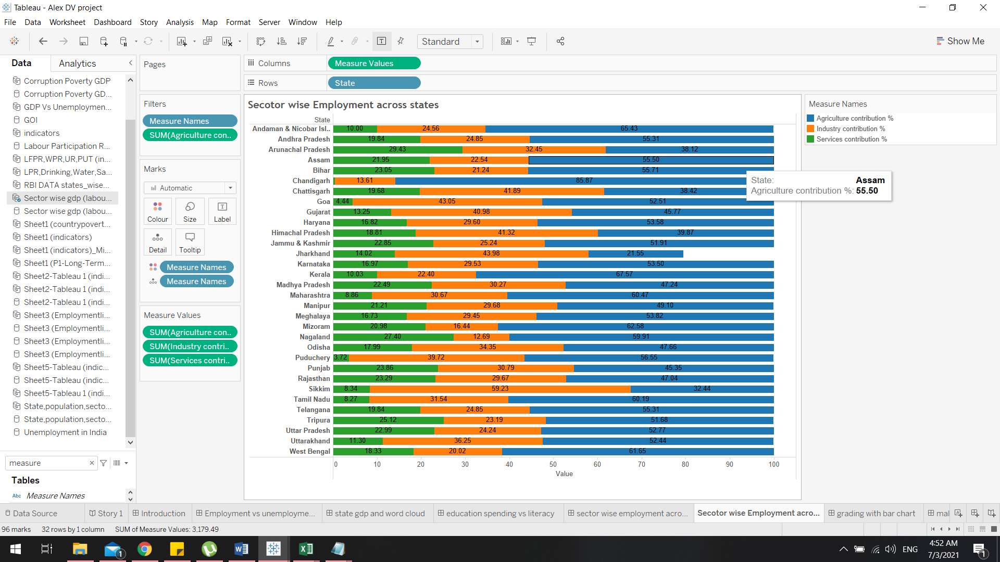 Tableau - Alex DV project
File Data Worksheet Dashboard Story Analysis Map Format Server Window Help
Standard
Show Me
Data Analytics
Corruption Poverty GDP
Corruption Poverty GD...
GDP Vs Unemploymen...
GOI
indicators
Labour Participation R...
LFPR,WPR,UR,PUT (in...
LPR,Drinking,Water,Sa...
RBI DATA states_wise...
Sector wise gdp (labou...
Sector wise gdp (labou...
Sheet1 (countrypovert...
Sheet1 (indicators)
Sheet1 (indicators)_Mi...
Sheet1 (P1-Long-Term...
Sheet2-Tableau 1 (indi...
Sheet2-Tableau 1 (indi...
Sheet2-Tableau 1 (indi...
Sheet3 (Employmentli...
Sheet3 (Employmentli...
Sheet3 (Employmentli...
Sheet3 (Employmentli...
Sheet5-Tableau (indic...
Sheet5-Tableau (indic...
Sheet5-Tableau 1 (indi...
State,population,secto...
State,population,secto...
Unemployment in India
measure
Tables
Abc Measure Names
Pages
Filters
Measure Names
SUM(Agriculture con..
Marks
Automatic
Colour Size Label
Detail Tooltip
Measure Names
Measure Names
Measure Values
SUM(Agriculture con..
SUM(Industry contri..
SUM(Services contri..
Columns Measure Values
Rows State
Secotor wise Employment across states
State
Andaman & Nicobar Isl.. 10.00 24.56 65.43
Andhra Pradesh 19.84 24.85 55.31
Arunachal Pradesh 29.43 32.45 38.12
Assam 21.95 22.54 55.50
Bihar 23.05 21.24 55.71
Chandigarh 13.61 85.87
Chattisgarh 19.68 41.89 38.42
Goa 4.44 43.05 52.51
Gujarat 13.25 40.98 45.77
Haryana 16.82 29.60 53.58
Himachal Pradesh 18.81 41.32 39.87
Jammu & Kashmir 22.85 25.24 51.91
Jharkhand 14.02 43.98 21.55
Karnataka 16.97 29.53 53.50
Kerala 10.03 22.40 67.57
Madhya Pradesh 22.49 30.27 47.24
Maharashtra 8.86 30.67 60.47
Manipur 21.21 29.68 49.10
Meghalaya 16.73 29.45 53.82
Mizoram 20.98 16.44 62.58
Nagaland 27.40 12.69 59.91
Odisha 17.99 34.35 47.66
Puduchery 3.72 39.72 56.55
Punjab 23.86 30.79 45.35
Rajasthan 23.29 29.67 47.04
Sikkim 8.34 59.23 32.44
Tamil Nadu 8.27 31.54 60.19
Telangana 19.84 24.85 55.31
Tripura 25.12 23.19 51.68
Uttar Pradesh 22.99 24.24 52.77
Uttarakhand 11.30 36.25 52.44
West Bengal 18.33 20.02 61.65
0 10 20 30 40 50 60 70 80 90 100
Value
State: Assam
Agriculture contribution %: 55.50
Measure Names
Agriculture contribution %
Industry contribution %
Services contribution %
Data Source Story 1 Introduction Employment vs unemployme... state gdp and word cloud education spending vs literacy sector wise employment acro... Secotor wise Employment acro... grading with bar chart mal
96 marks 32 rows by 1 column SUM of Measure Values: 3,179.49
1 ENG 4:52 AM 1
7/3/2021